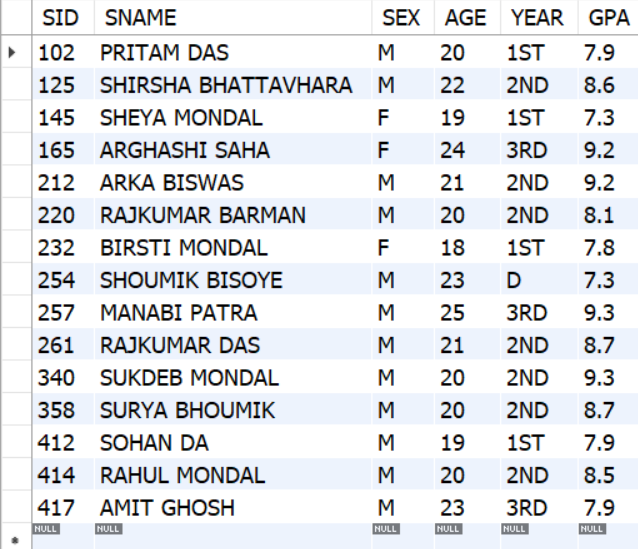 SID SNAME SEX AGE YEAR GPA
102 PRITAM DAS M 20 1ST 7.9
125 SHIRSHA BHATTAVHARA M 22 2ND 8.6
145 SHEYA MONDAL F 19 1ST 7.3
165 ARGHASHI SAHA F 24 3RD 9.2
212 ARKA BISWAS M 21 2ND 9.2
220 RAJKUMAR BARMAN M 20 2ND 8.1
232 BIRSTI MONDAL F 18 1ST 7.8
254 SHOUMIK BISOYE M 23 D 7.3
257 MANABI PATRA M 25 3RD 9.3
261 RAJKUMAR DAS M 21 2ND 8.7
340 SUKDEB MONDAL M 20 2ND 9.3
358 SURYA BHOUMIK M 20 2ND 8.7
412 SOHAN DA M 19 1ST 7.9
414 RAHUL MONDAL M 20 2ND 8.5
417 AMIT GHOSH M 23 3RD 7.9
NULL NULL NULL NULL NULL NULL